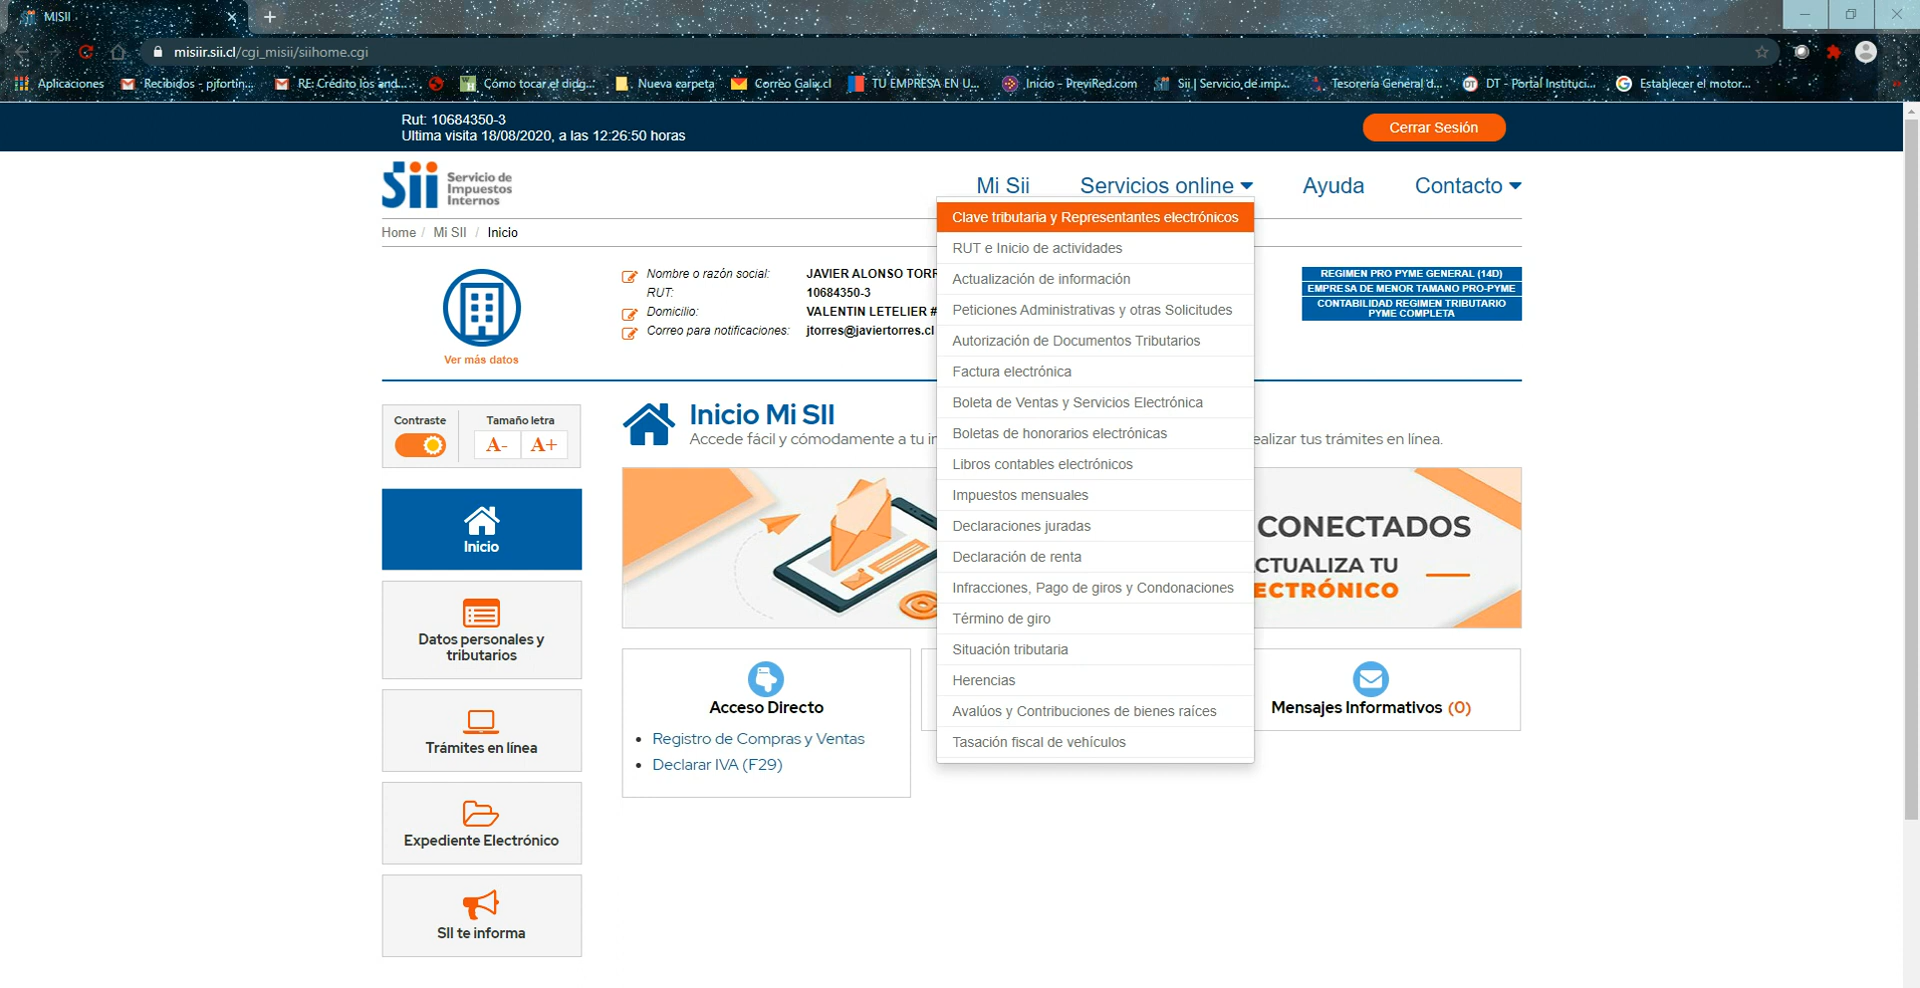 MISII
misiir.sii.cl/cgi_misii/siihome.cgi
Aplicaciones
Recibidos - pjfortin...
RE: Crédito los and...
Cómo tocar el didg...
Nueva carpeta
Correo Galix.cl
TU EMPRESA EN U...
Inicio - PreviRed.com
Sii | Servicio de imp...
Tesorería General d...
DT - Portal Instituci...
Establecer el motor...
Rut: 10684350-3
Ultima visita 18/08/2020, a las 12:26:50 horas
Cerrar Sesión
Sii Servicio de
Impuestos
Internos
Mi Sii
Servicios online
Ayuda
Contacto
Home / Mi SII / Inicio
Ver más datos
Nombre o razón social: JAVIER ALONSO TORR
RUT: 10684350-3
Domicilio: VALENTIN LETELIER #
Correo para notificaciones: jtorres@javiertorres.cl
Clave tributaria y Representantes electrónicos
RUT e Inicio de actividades
Actualización de información
Peticiones Administrativas y otras Solicitudes
Autorización de Documentos Tributarios
Factura electrónica
Boleta de Ventas y Servicios Electrónica
Boletas de honorarios electrónicas
Libros contables electrónicos
Impuestos mensuales
Declaraciones juradas
Declaración de renta
Infracciones, Pago de giros y Condonaciones
Término de giro
Situación tributaria
Herencias
Avalúos y Contribuciones de bienes raíces
Tasación fiscal de vehículos
REGIMEN PRO PYME GENERAL (14D)
EMPRESA DE MENOR TAMANO PRO-PYME
CONTABILIDAD REGIMEN TRIBUTARIO
PYME COMPLETA
Contraste
Tamaño letra
A- A+
Inicio
Datos personales y
tributarios
Trámites en línea
Expediente Electrónico
SII te informa
Inicio Mi SII
Accede fácil y cómodamente a tu in
ealizar tus trámites en línea.
CONECTADOS
CTUALIZA TU
ECTRÓNICO
Acceso Directo
Registro de Compras y Ventas
Declarar IVA (F29)
Mensajes Informativos (0)